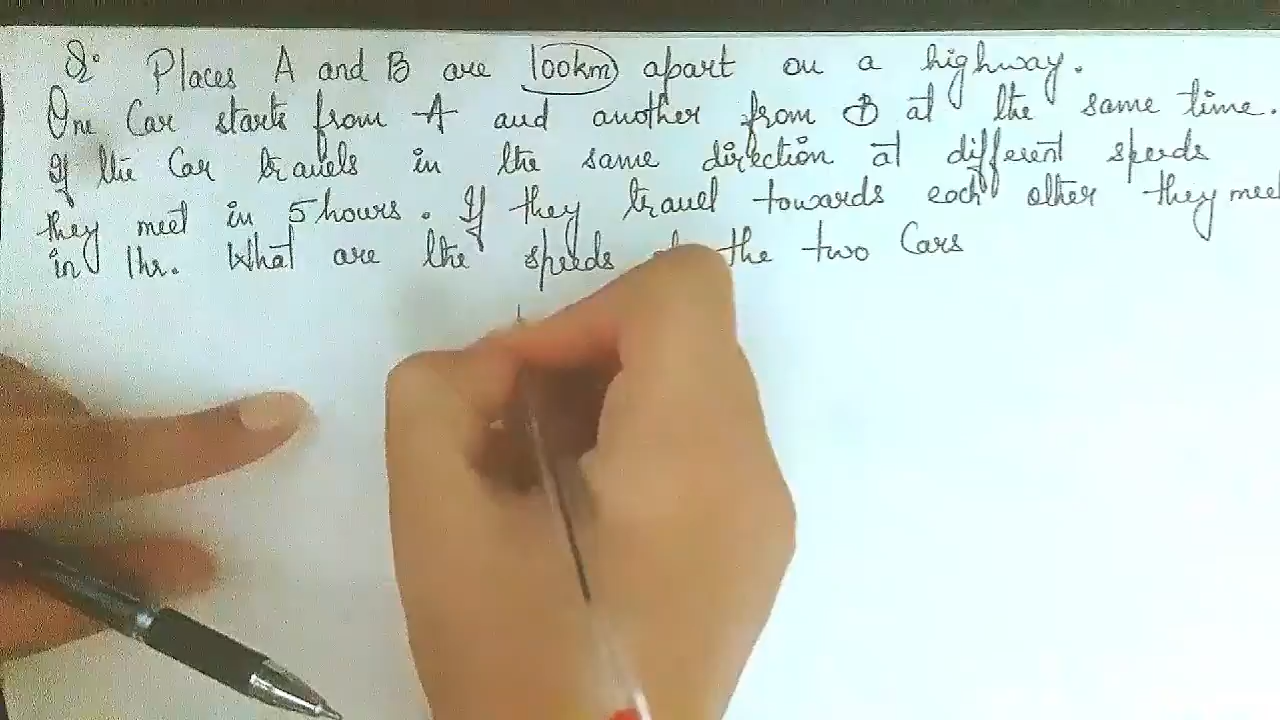 Q: Places A and B are 100km apart on a highway.
One Car starts from A and another from B at the same time.
If the Car travels in the same direction at different speeds
they meet in 5 hours. If they travel towards each other they meet
in 1hr. What are the speeds the two Cars